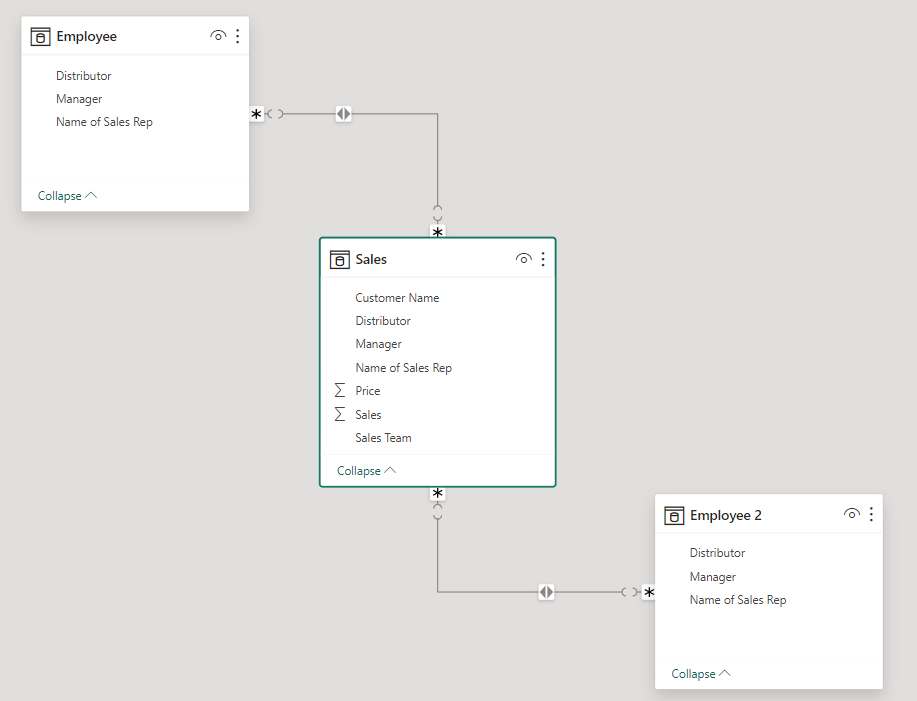 Employee
Distributor
Manager
Name of Sales Rep
Collapse
*
*
Sales
Customer Name
Distributor
Manager
Name of Sales Rep
Σ Price
Σ Sales
Sales Team
Collapse
*
*
Employee 2
Distributor
Manager
Name of Sales Rep
Collapse